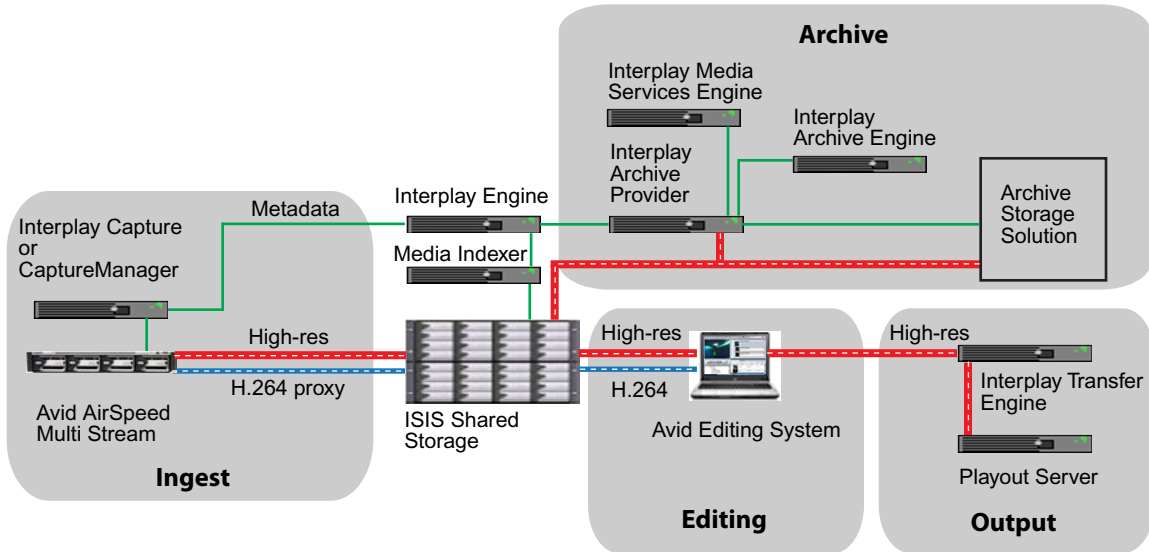 Archive
Interplay Media
Services Engine
Interplay
Archive Engine
Interplay
Archive
Provider
Archive
Storage
Solution
Interplay Engine
Media Indexer
Metadata
Interplay Capture
or
CaptureManager
High-res
H.264 proxy
Avid AirSpeed
Multi Stream
Ingest
ISIS Shared
Storage
High-res
H.264
Avid Editing System
Editing
High-res
Interplay Transfer
Engine
Playout Server
Output